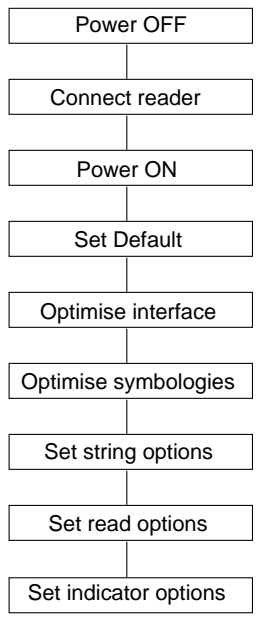 Power OFF
Connect reader
Power ON
Set Default
Optimise interface
Optimise symbologies
Set string options
Set read options
Set indicator options